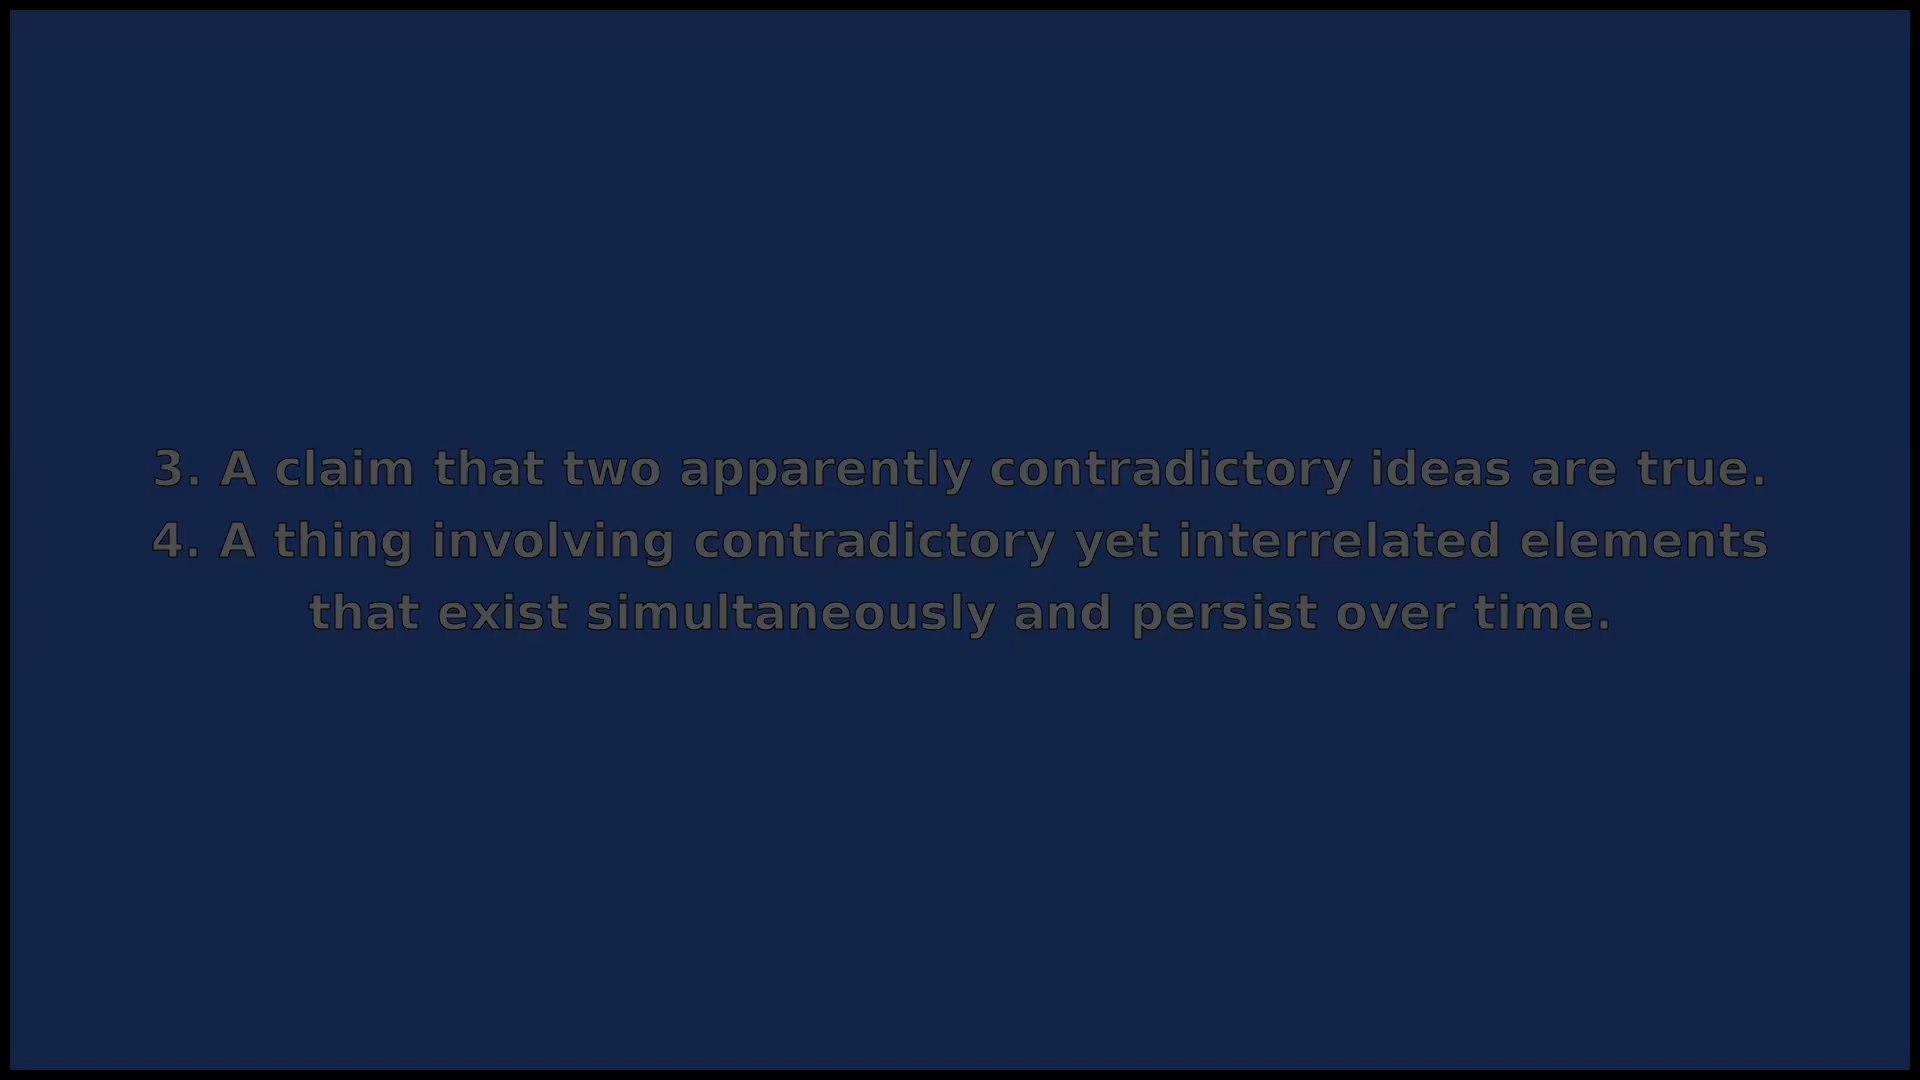 3. A claim that two apparently contradictory ideas are true.
4. A thing involving contradictory yet interrelated elements
that exist simultaneously and persist over time.